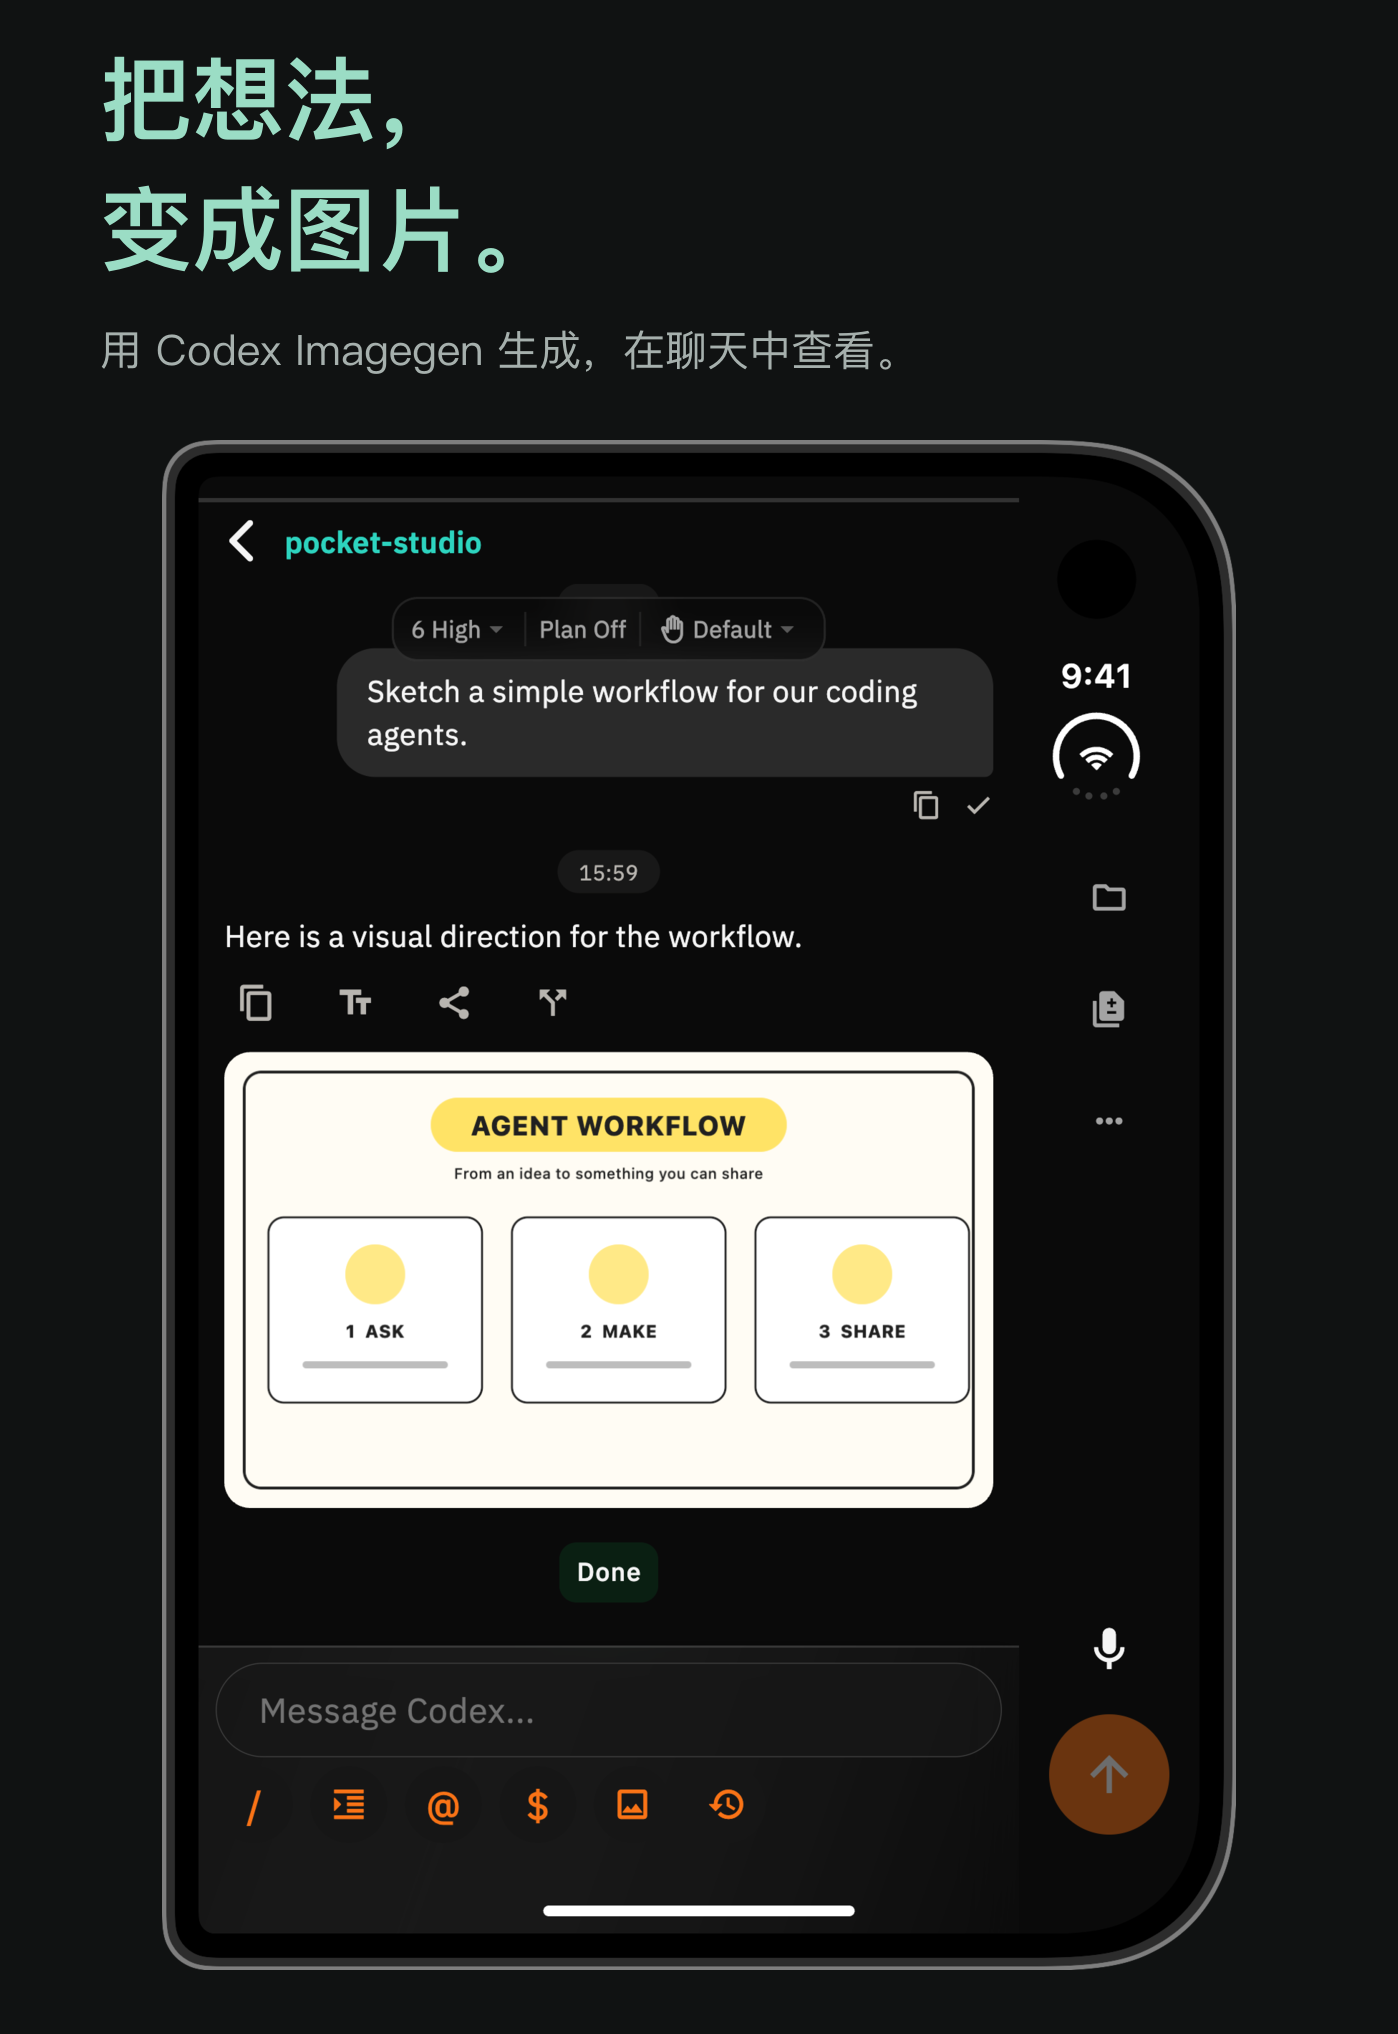 把想法,
变成图片。
用 Codex Imagegen 生成，在聊天中查看。
pocket-studio
6 High
Plan Off
Default
Sketch a simple workflow for our coding
agents.
9:41
15:59
Here is a visual direction for the workflow.
AGENT WORKFLOW
From an idea to something you can share
1 ASK
2 MAKE
3 SHARE
Done
Message Codex...
/
@
$